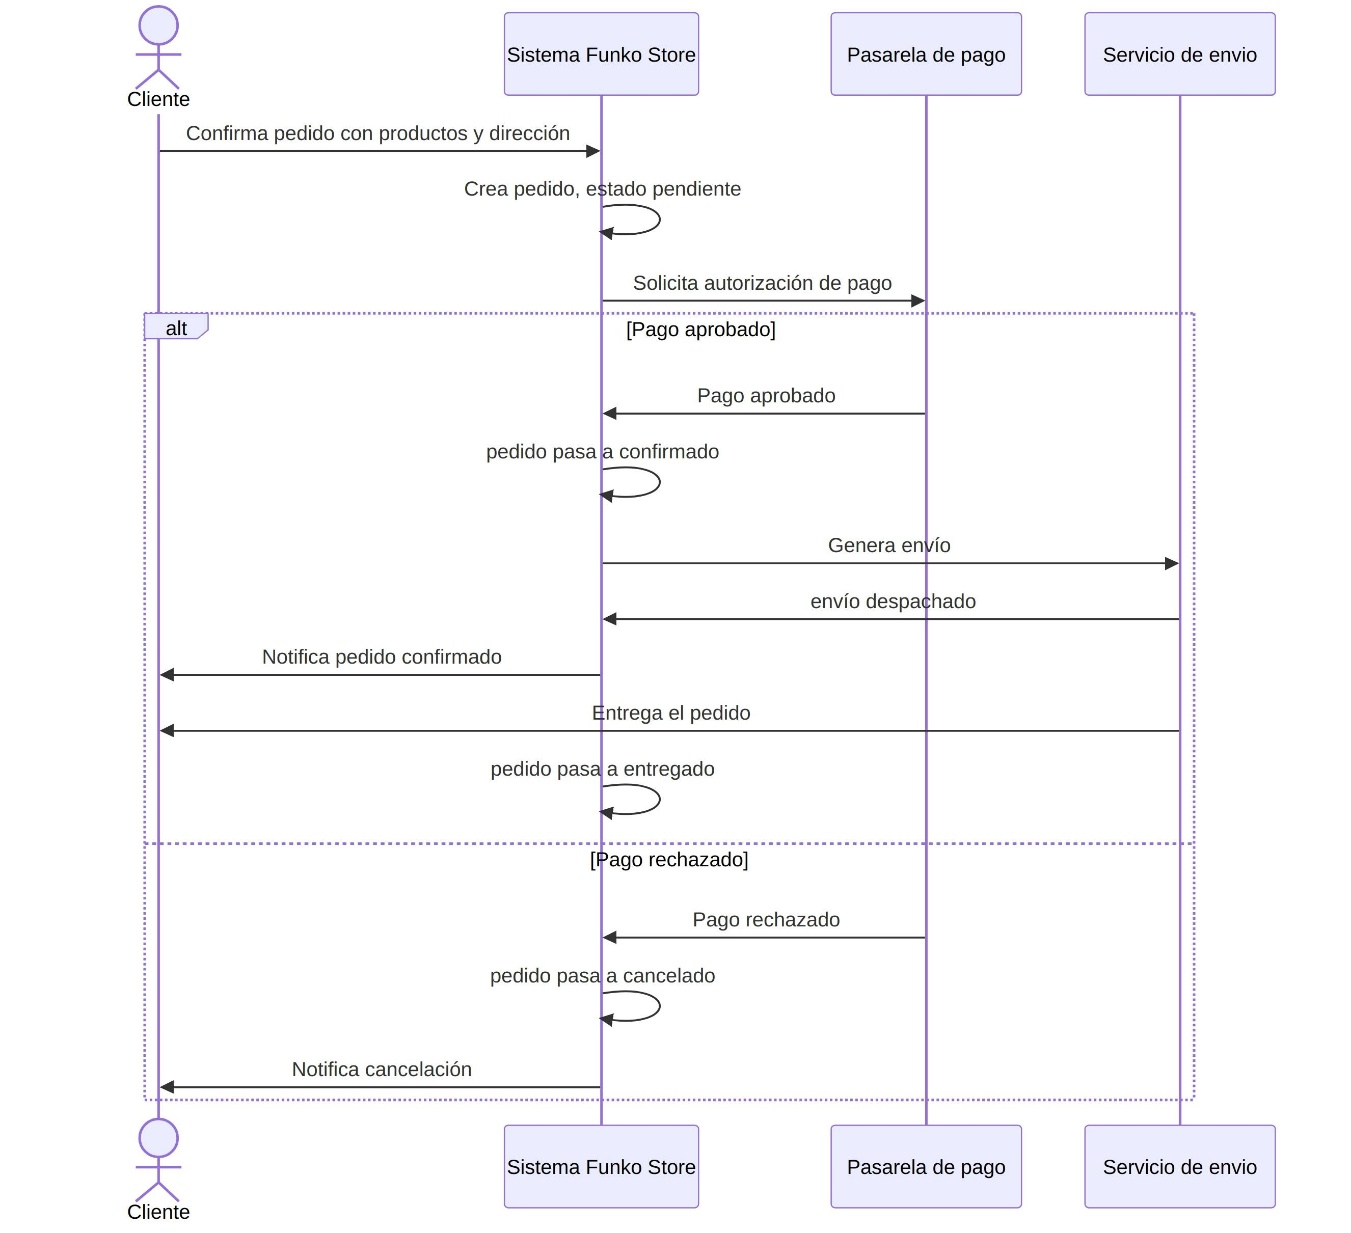 Cliente
Sistema Funko Store
Pasarela de pago
Servicio de envio
Confirma pedido con productos y dirección
Crea pedido, estado pendiente
Solicita autorización de pago
alt
[Pago aprobado]
Pago aprobado
pedido pasa a confirmado
Genera envío
envío despachado
Notifica pedido confirmado
Entrega el pedido
pedido pasa a entregado
[Pago rechazado]
Pago rechazado
pedido pasa a cancelado
Notifica cancelación
Cliente
Sistema Funko Store
Pasarela de pago
Servicio de envio